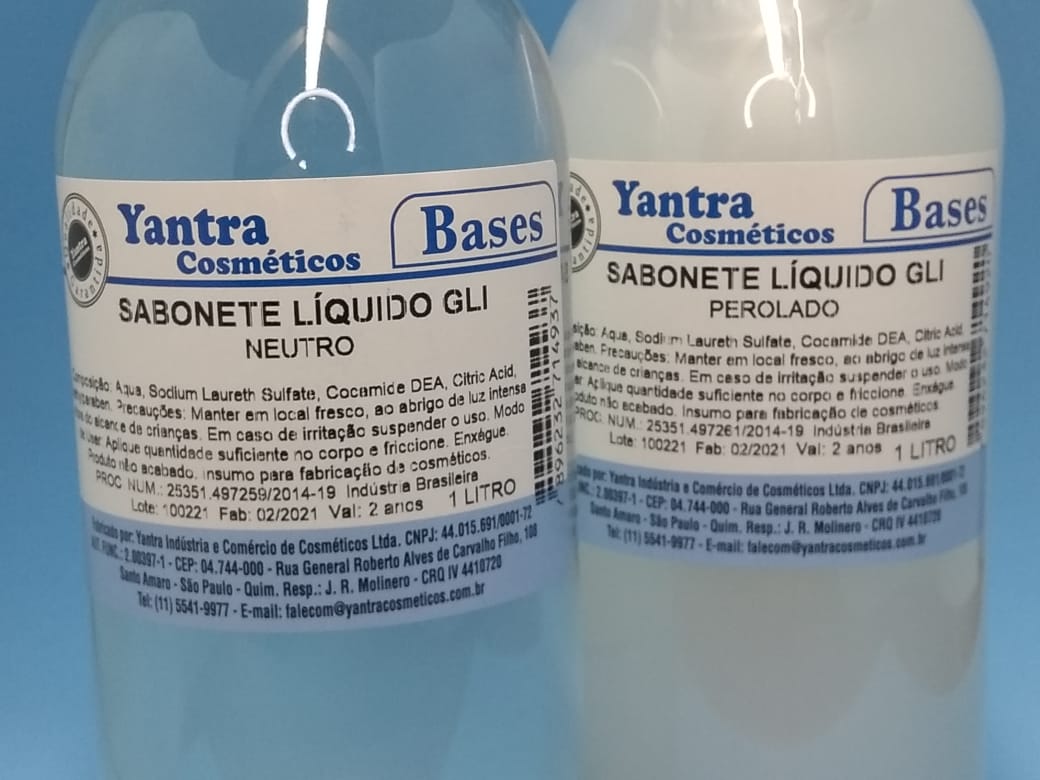 Yantra
Cosméticos
Bases
SABONETE LÍQUIDO GLI
NEUTRO
Composição: Aqua, Sodium Laureth Sulfate, Cocamide DEA, Citric Acid,
Precauções: Manter em local fresco, ao abrigo de luz intensa
alcance de crianças. Em caso de irritação suspender o uso. Modo
de Usar Aplique quantidade suficiente no corpo e friccione. Enxágue.
Produto não acabado. Insumo para fabricação de cosméticos.
PROC NUM.: 25351.497259/2014-19 Indústria Brasileira
Lote: 100221 Fab: 02/2021 Val: 2 anos 1 LITRO
7896232714937
Fabricado por: Yantra Indústria e Comércio de Cosméticos Ltda. CNPJ: 44.015.691/0001-72
AUT. FUNC.: 2.00397-1 - CEP: 04.744-000 - Rua General Roberto Alves de Carvalho Filho, 108
Santo Amaro - São Paulo - Quim. Resp.: J. R. Molinero - CRQ IV 4410720
Tel: (11) 5541-9977 - E-mail: falecom@yantracosmeticos.com.br
Yantra
Cosméticos
Bases
SABONETE LÍQUIDO GLI
PEROLADO
Aqua, Sodium Laureth Sulfate, Cocamide DEA, Citric Acid
Precauções: Manter em local fresco, ao abrigo de luz intensa
alcance de crianças. Em caso de irritação suspender o uso. Modo
Aplique quantidade suficiente no corpo e friccione. Enxágue.
não acabado. Insumo para fabricação de cosméticos.
PROC. NUM.: 25351.497261/2014-19 Indústria Brasileira
Lote: 100221 Fab: 02/2021 Val: 2 anos 1 LITRO
por: Yantra Indústria e Comércio de Cosméticos Ltda. CNPJ: 44.015.691/0001-72
2.00397-1 - CEP: 04.744-000 - Rua General Roberto Alves de Carvalho Filho, 108
Santo Amaro - São Paulo - Quim. Resp.: J. R. Molinero - CRQ IV 4410720
Tel: (11) 5541-9977 - E-mail: falecom@yantracosmeticos.com.br